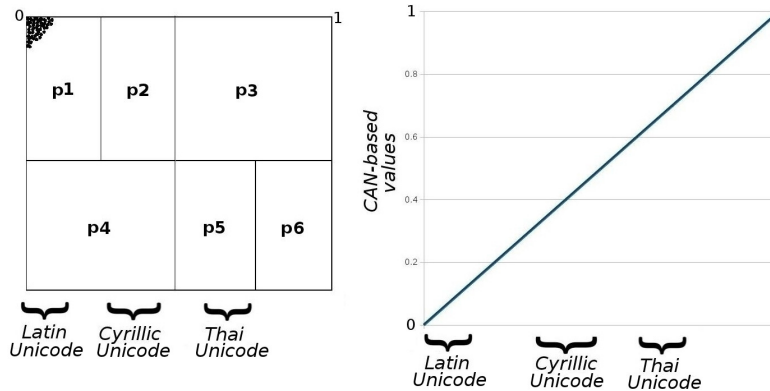 0
1
p1
p2
p3
p4
p5
p6
Latin
Unicode
Cyrillic
Unicode
Thai
Unicode
CAN-based
values
1
0.8
0.6
0.4
0.2
0
Latin
Unicode
Cyrillic
Unicode
Thai
Unicode